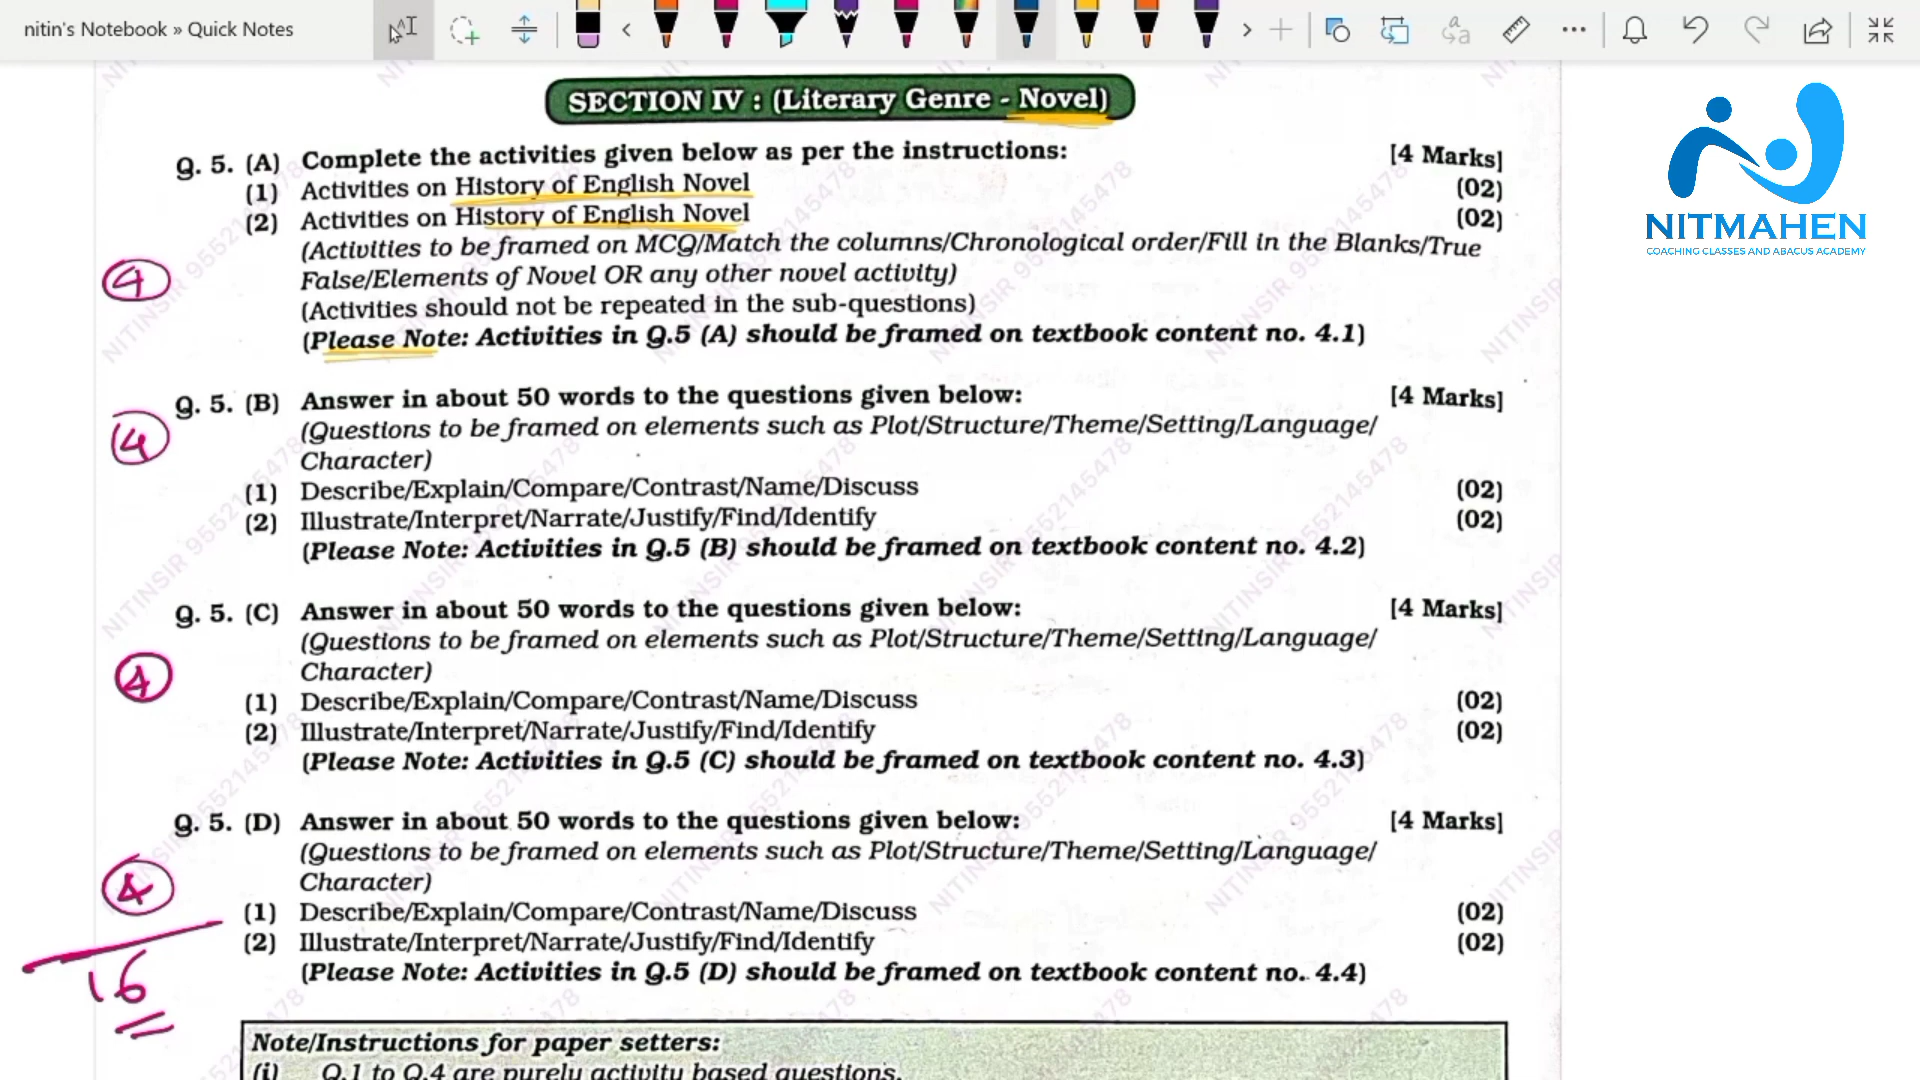 nitin's Notebook » Quick Notes
SECTION IV : (Literary Genre - Novel)
Q. 5. (A) Complete the activities given below as per the instructions: [4 Marks]
(1) Activities on History of English Novel (02)
(2) Activities on History of English Novel (02)
(Activities to be framed on MCQ/Match the columns/Chronological order/Fill in the Blanks/True
False/Elements of Novel OR any other novel activity)
(Activities should not be repeated in the sub-questions)
(Please Note: Activities in Q.5 (A) should be framed on textbook content no. 4.1)
4
Q. 5. (B) Answer in about 50 words to the questions given below: [4 Marks]
(Questions to be framed on elements such as Plot/Structure/Theme/Setting/Language/
Character)
4
(1) Describe/Explain/Compare/Contrast/Name/Discuss (02)
(2) Illustrate/Interpret/Narrate/Justify/Find/Identify (02)
(Please Note: Activities in Q.5 (B) should be framed on textbook content no. 4.2)
Q. 5. (C) Answer in about 50 words to the questions given below: [4 Marks]
(Questions to be framed on elements such as Plot/Structure/Theme/Setting/Language/
Character)
4
(1) Describe/Explain/Compare/Contrast/Name/Discuss (02)
(2) Illustrate/Interpret/Narrate/Justify/Find/Identify (02)
(Please Note: Activities in Q.5 (C) should be framed on textbook content no. 4.3)
Q. 5. (D) Answer in about 50 words to the questions given below: [4 Marks]
(Questions to be framed on elements such as Plot/Structure/Theme/Setting/Language/
Character)
4
(1) Describe/Explain/Compare/Contrast/Name/Discuss (02)
(2) Illustrate/Interpret/Narrate/Justify/Find/Identify (02)
(Please Note: Activities in Q.5 (D) should be framed on textbook content no. 4.4)
16
Note/Instructions for paper setters:
(i) Q.1 to Q.4 are purely activity based questions.
NITMAHEN
COACHING CLASSES AND ABACUS ACADEMY
NITINSIR 9552145478